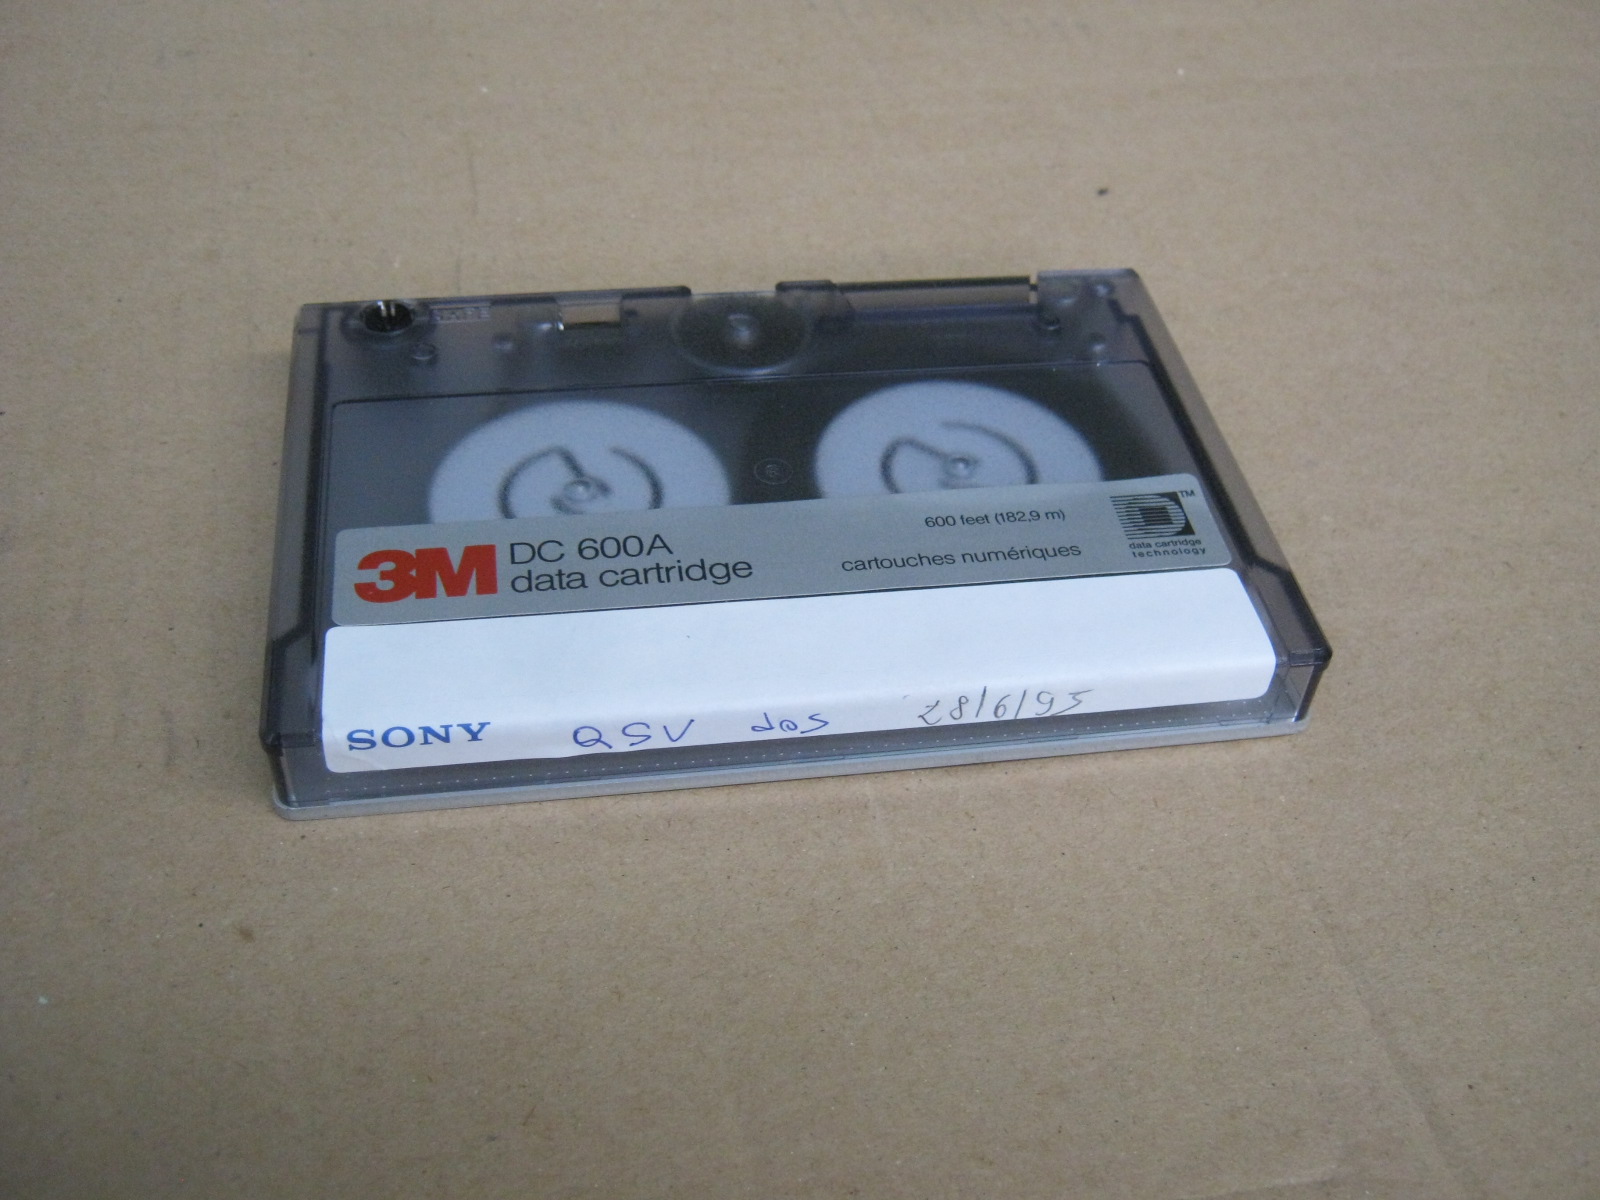 3M
DC 600A
data cartridge
600 feet (182,9 m)
cartouches numériques
D TM
data cartridge
technology
SONY QSV dos 28/6/95